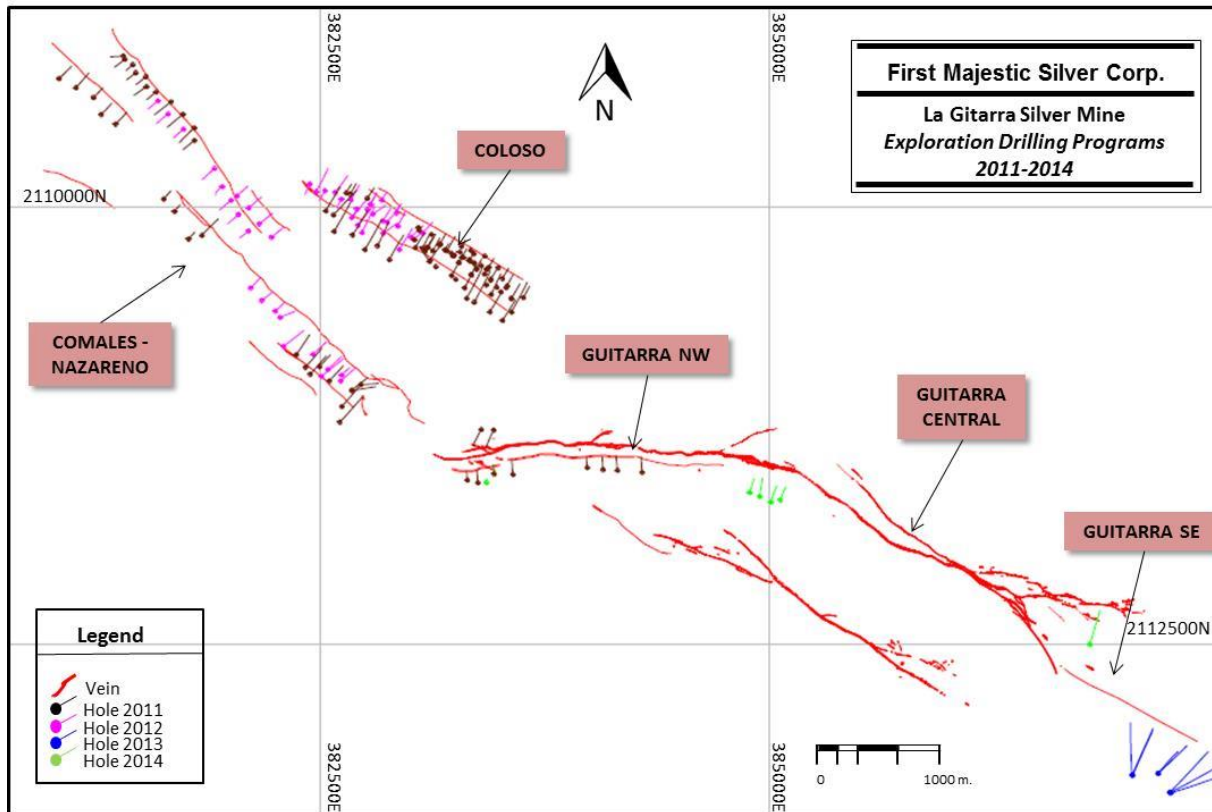 382500E
385000E
First Majestic Silver Corp.
La Gitarra Silver Mine
Exploration Drilling Programs
2011-2014
N
COLOSO
2110000N
COMALES -
NAZARENO
GUITARRA NW
GUITARRA
CENTRAL
GUITARRA SE
2112500N
Legend
Vein
Hole 2011
Hole 2012
Hole 2013
Hole 2014
382500E
385000E
0 1000 m.